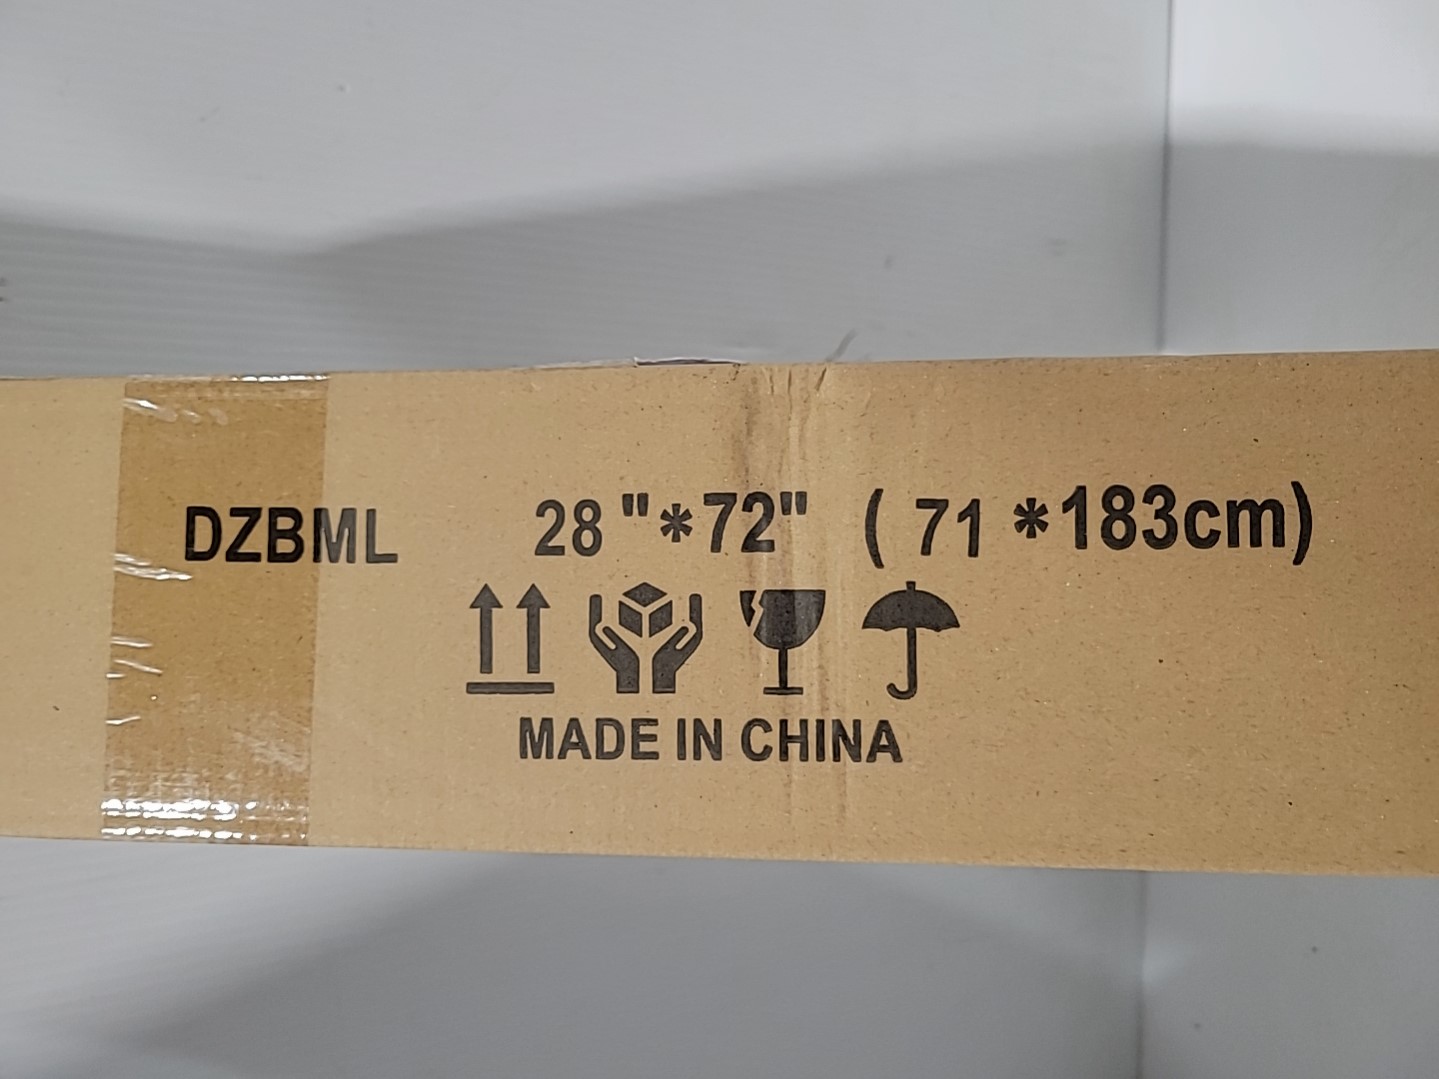 DZBML 28"*72" (71*183cm)
MADE IN CHINA